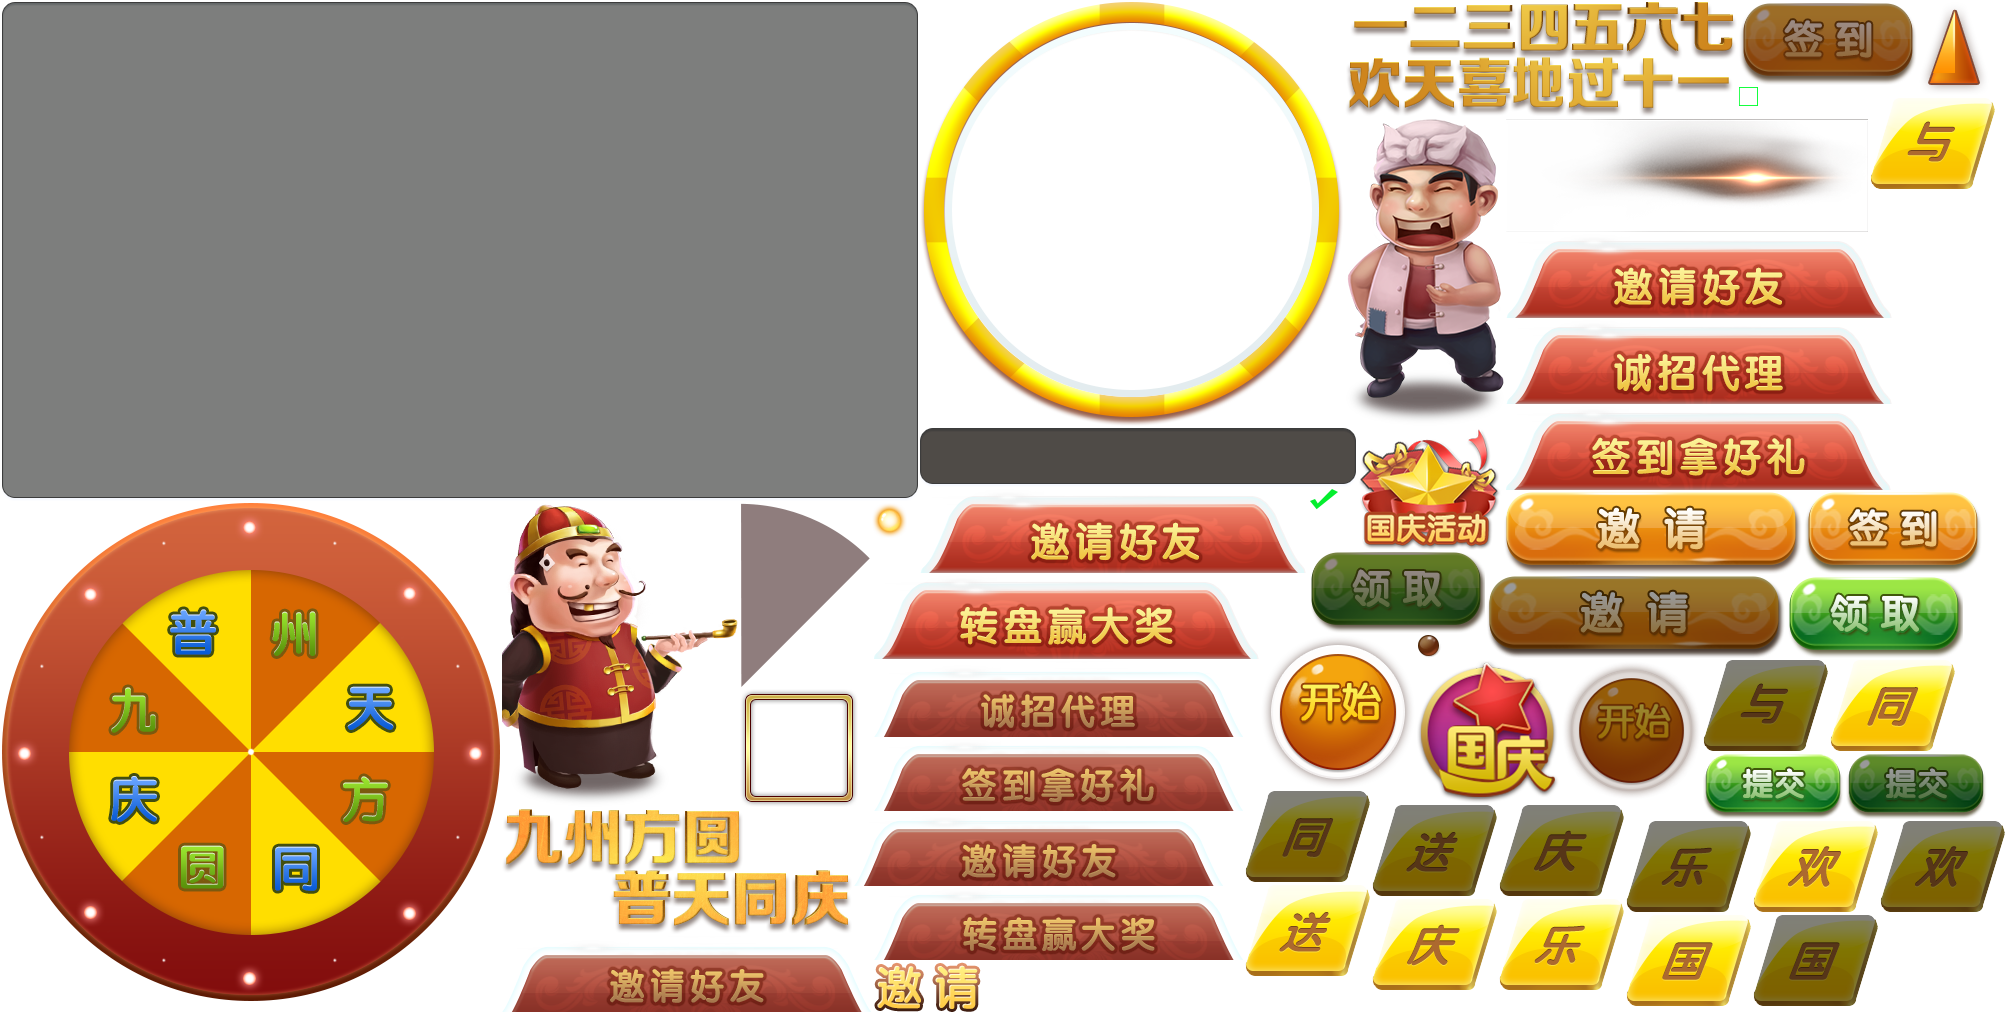 一二三四五六七
欢天喜地过十一
签到
与
邀请好友
诚招代理
签到拿好礼
国庆活动
邀请
签到
领取
邀请
领取
邀请好友
转盘赢大奖
诚招代理
签到拿好礼
邀请好友
转盘赢大奖
邀请好友
邀请
普
州
天
方
同
圆
庆
九
九州方圆
普天同庆
开始
国庆
开始
与
同
提交
提交
同
送
庆
乐
欢
欢
送
庆
乐
国
国